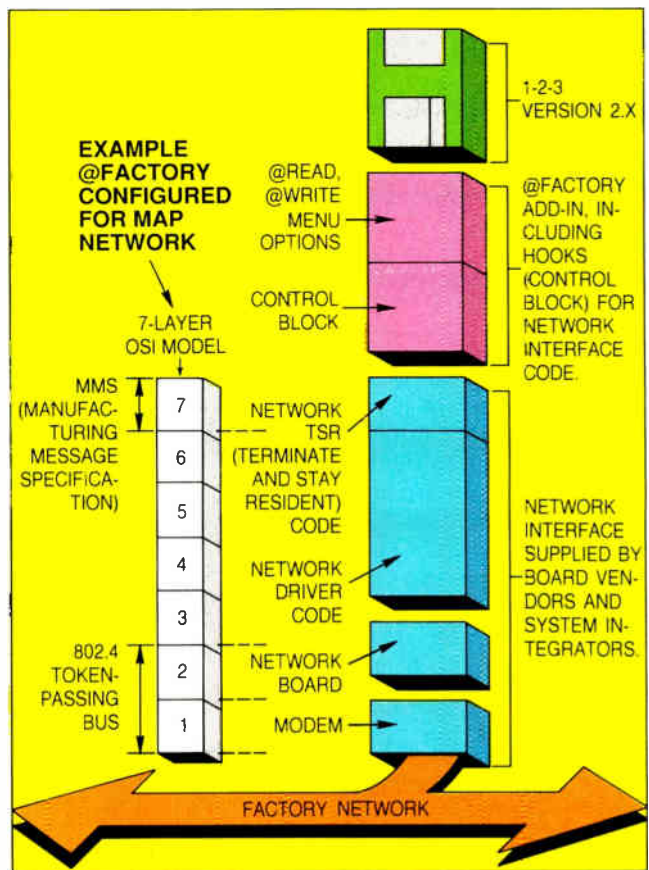 1-2-3
VERSION 2.X
EXAMPLE
@FACTORY
CONFIGURED
FOR MAP
NETWORK
@READ,
@WRITE
MENU
OPTIONS
@FACTORY
ADD-IN, IN-
CLUDING
HOOKS
(CONTROL
BLOCK) FOR
NETWORK
INTERFACE
CODE.
CONTROL
BLOCK
7-LAYER
OSI MODEL
MMS
(MANUFAC-
TURING
MESSAGE
SPECIFICA-
TION)
7
6
5
4
3
2
1
802.4
TOKEN-
PASSING
BUS
NETWORK
TSR
(TERMINATE
AND STAY
RESIDENT)
CODE
NETWORK
DRIVER
CODE
NETWORK
BOARD
MODEM
NETWORK
INTERFACE
SUPPLIED BY
BOARD VEN-
DORS AND
SYSTEM IN-
TEGRATORS.
FACTORY NETWORK